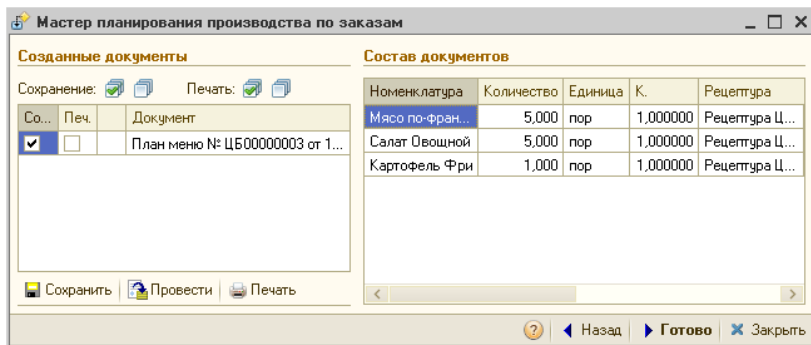 Мастер планирования производства по заказам
Созданные документы
Сохранение: Печать:
Со... Печ. Документ
План меню № ЦБ00000003 от 1...
Сохранить Провести Печать
Состав документов
Номенклатура Количество Единица К. Рецептура
Мясо по-фран... 5,000 пор 1,000000 Рецептура Ц...
Салат Овощной 5,000 пор 1,000000 Рецептура Ц...
Картофель Фри 1,000 пор 1,000000 Рецептура Ц...
? Назад Готово Закрыть